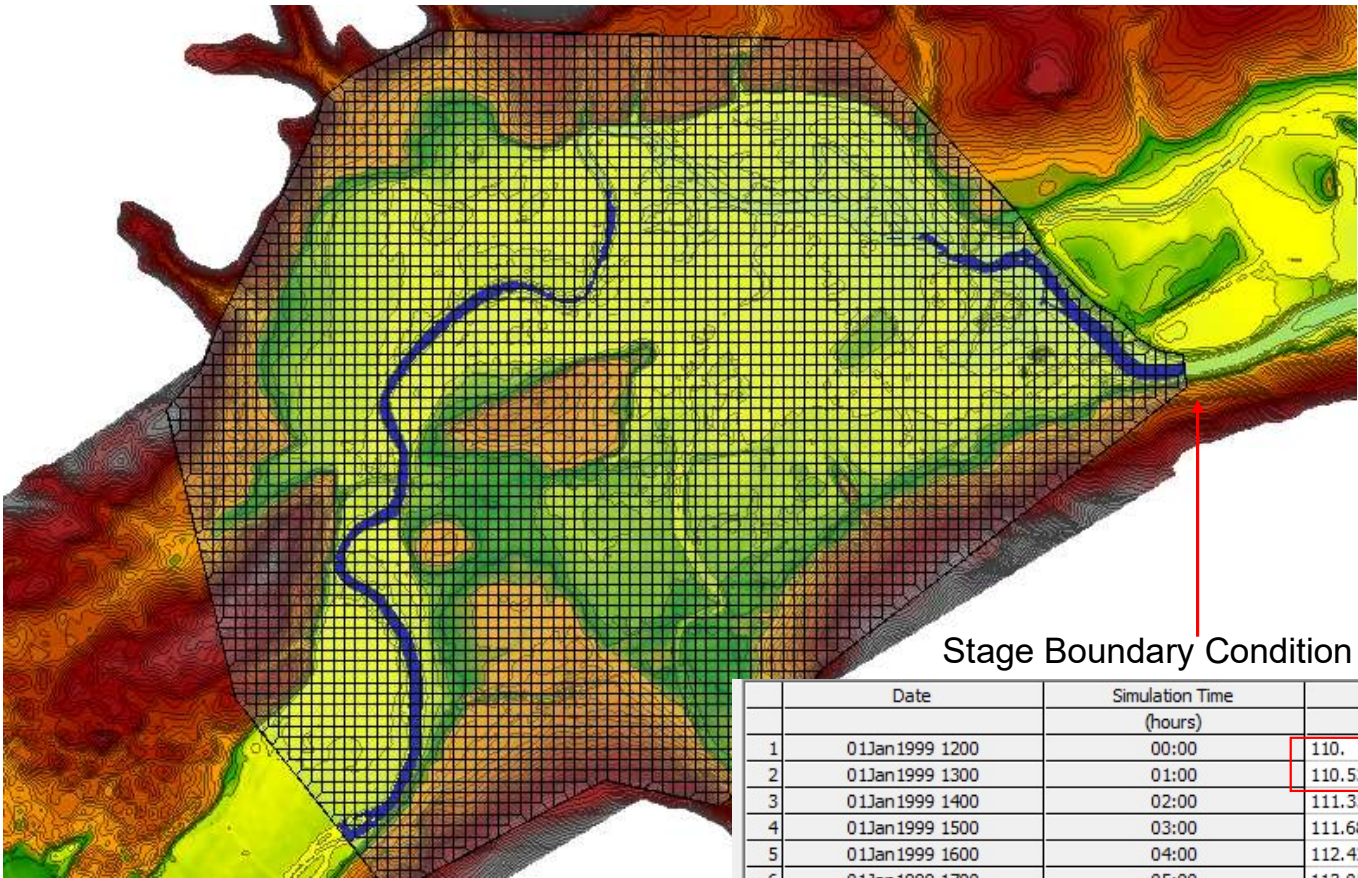 Stage Boundary Condition
Date Simulation Time
(hours)
1 01Jan1999 1200 00:00 110.
2 01Jan1999 1300 01:00
3 01Jan1999 1400 02:00
4 01Jan1999 1500 03:00
5 01Jan1999 1600 04:00